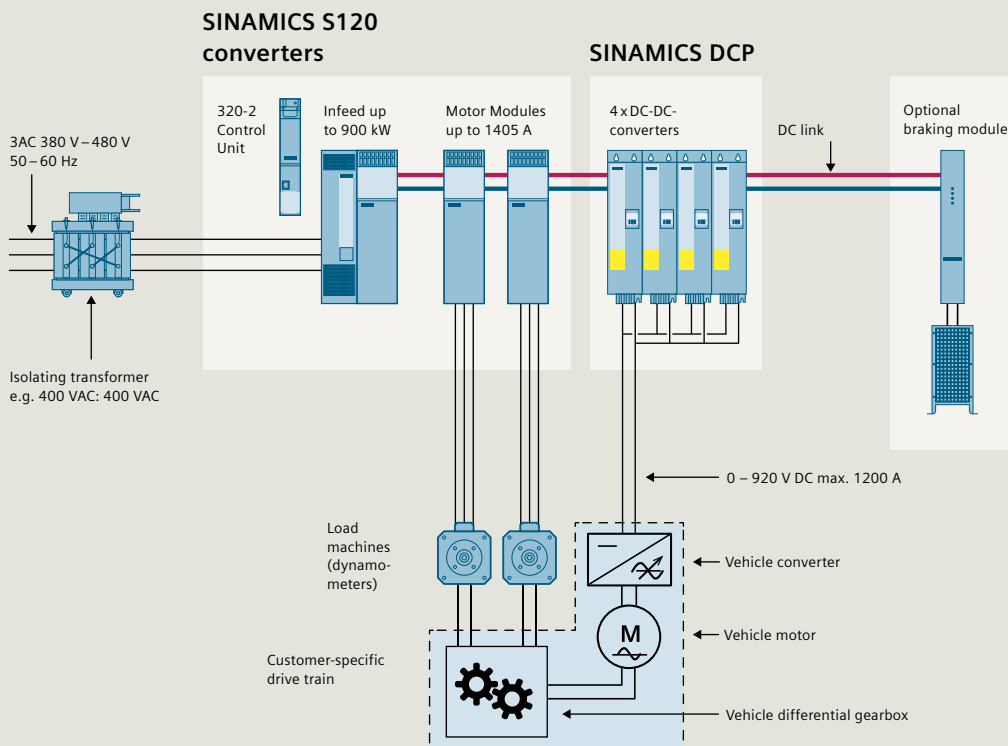 SINAMICS S120
converters
SINAMICS DCP
320-2
Control
Unit
Infeed up
to 900 kW
Motor Modules
up to 1405 A
4 x DC-DC-
converters
DC link
Optional
braking module
3AC 380 V – 480 V
50 – 60 Hz
Isolating transformer
e.g. 400 VAC: 400 VAC
0 – 920 V DC max. 1200 A
Load
machines
(dynamo-
meters)
Vehicle converter
M
Vehicle motor
Customer-specific
drive train
Vehicle differential gearbox